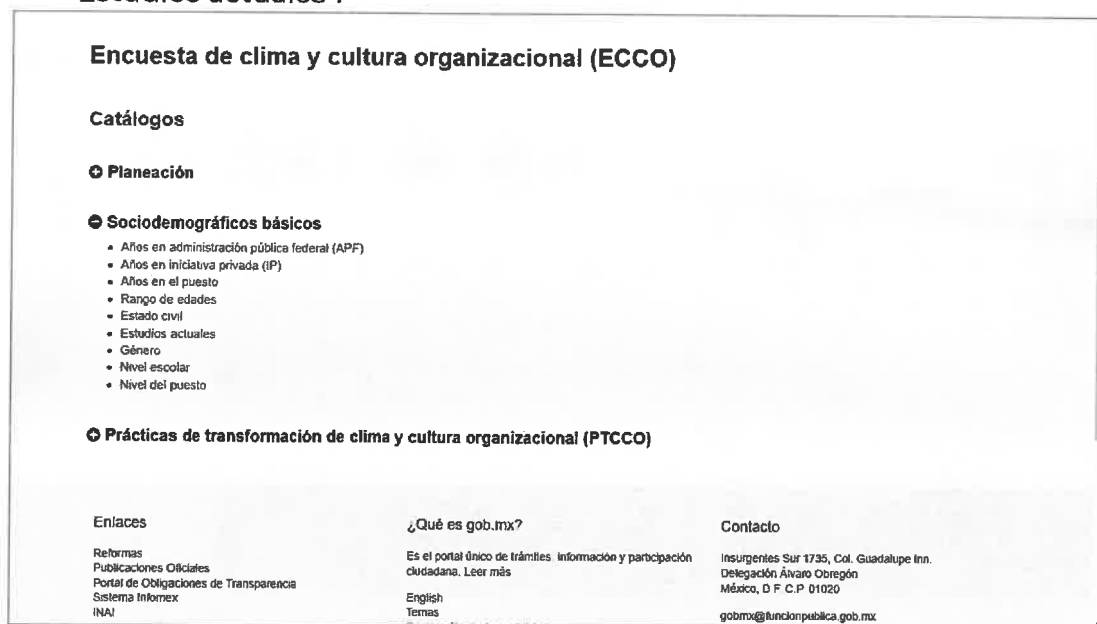 Encuesta de clima y cultura organizacional (ECCO)
Catálogos
Planeación
Sociodemográficos básicos
Años en administración pública federal (APF)
Años en iniciativa privada (IP)
Años en el puesto
Rango de edades
Estado civil
Estudios actuales
Género
Nivel escolar
Nivel del puesto
Prácticas de transformación de clima y cultura organizacional (PTCCO)
Enlaces
Reformas
Publicaciones Oficiales
Portal de Obligaciones de Transparencia
Sistema Infomex
INAI
¿Qué es gob.mx?
Es el portal único de trámites, información y participación
ciudadana. Leer más
English
Temas
Contacto
Insurgentes Sur 1735, Col. Guadalupe Inn.
Delegación Álvaro Obregón
México, D F C.P 01020
gobmx@funcionpublica.gob.mx